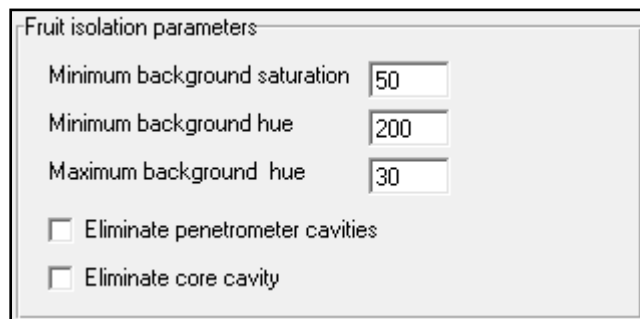 Fruit isolation parameters
Minimum background saturation 50
Minimum background hue 200
Maximum background hue 30
Eliminate penetrometer cavities
Eliminate core cavity